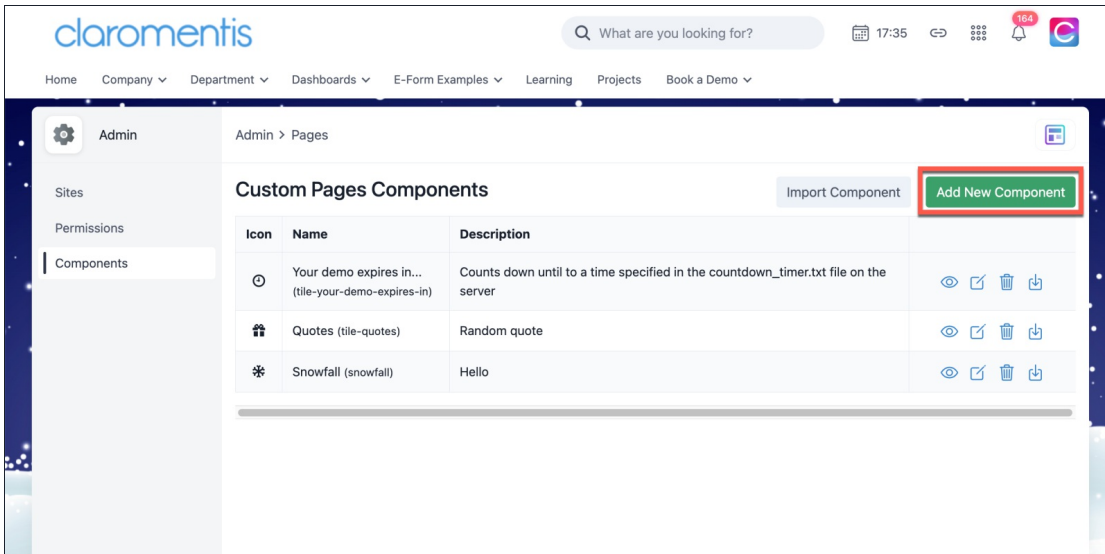 claromentis
What are you looking for?
17:35
164
Home Company Department Dashboards E-Form Examples Learning Projects Book a Demo
Admin
Admin > Pages
Sites
Permissions
Components
Custom Pages Components
Import Component
Add New Component
Icon Name Description
Your demo expires in... Counts down until to a time specified in the countdown_timer.txt file on the
(tile-your-demo-expires-in) server
Quotes (tile-quotes) Random quote
Snowfall (snowfall) Hello